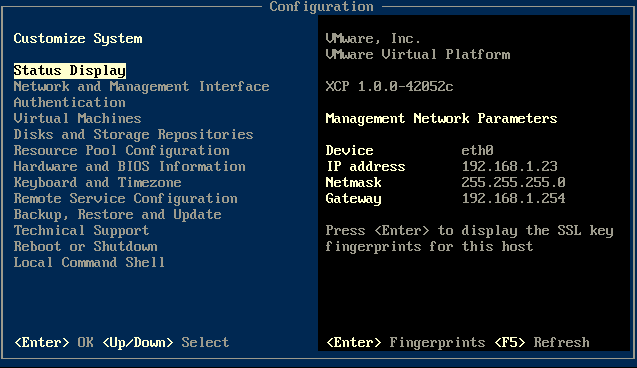 Configuration
Customize System
Status Display
Network and Management Interface
Authentication
Virtual Machines
Disks and Storage Repositories
Resource Pool Configuration
Hardware and BIOS Information
Keyboard and Timezone
Remote Service Configuration
Backup, Restore and Update
Technical Support
Reboot or Shutdown
Local Command Shell
<Enter> OK <Up/Down> Select
VMware, Inc.
VMware Virtual Platform
XCP 1.0.0-42052c
Management Network Parameters
Device eth0
IP address 192.168.1.23
Netmask 255.255.255.0
Gateway 192.168.1.254
Press <Enter> to display the SSL key
fingerprints for this host
<Enter> Fingerprints <F5> Refresh